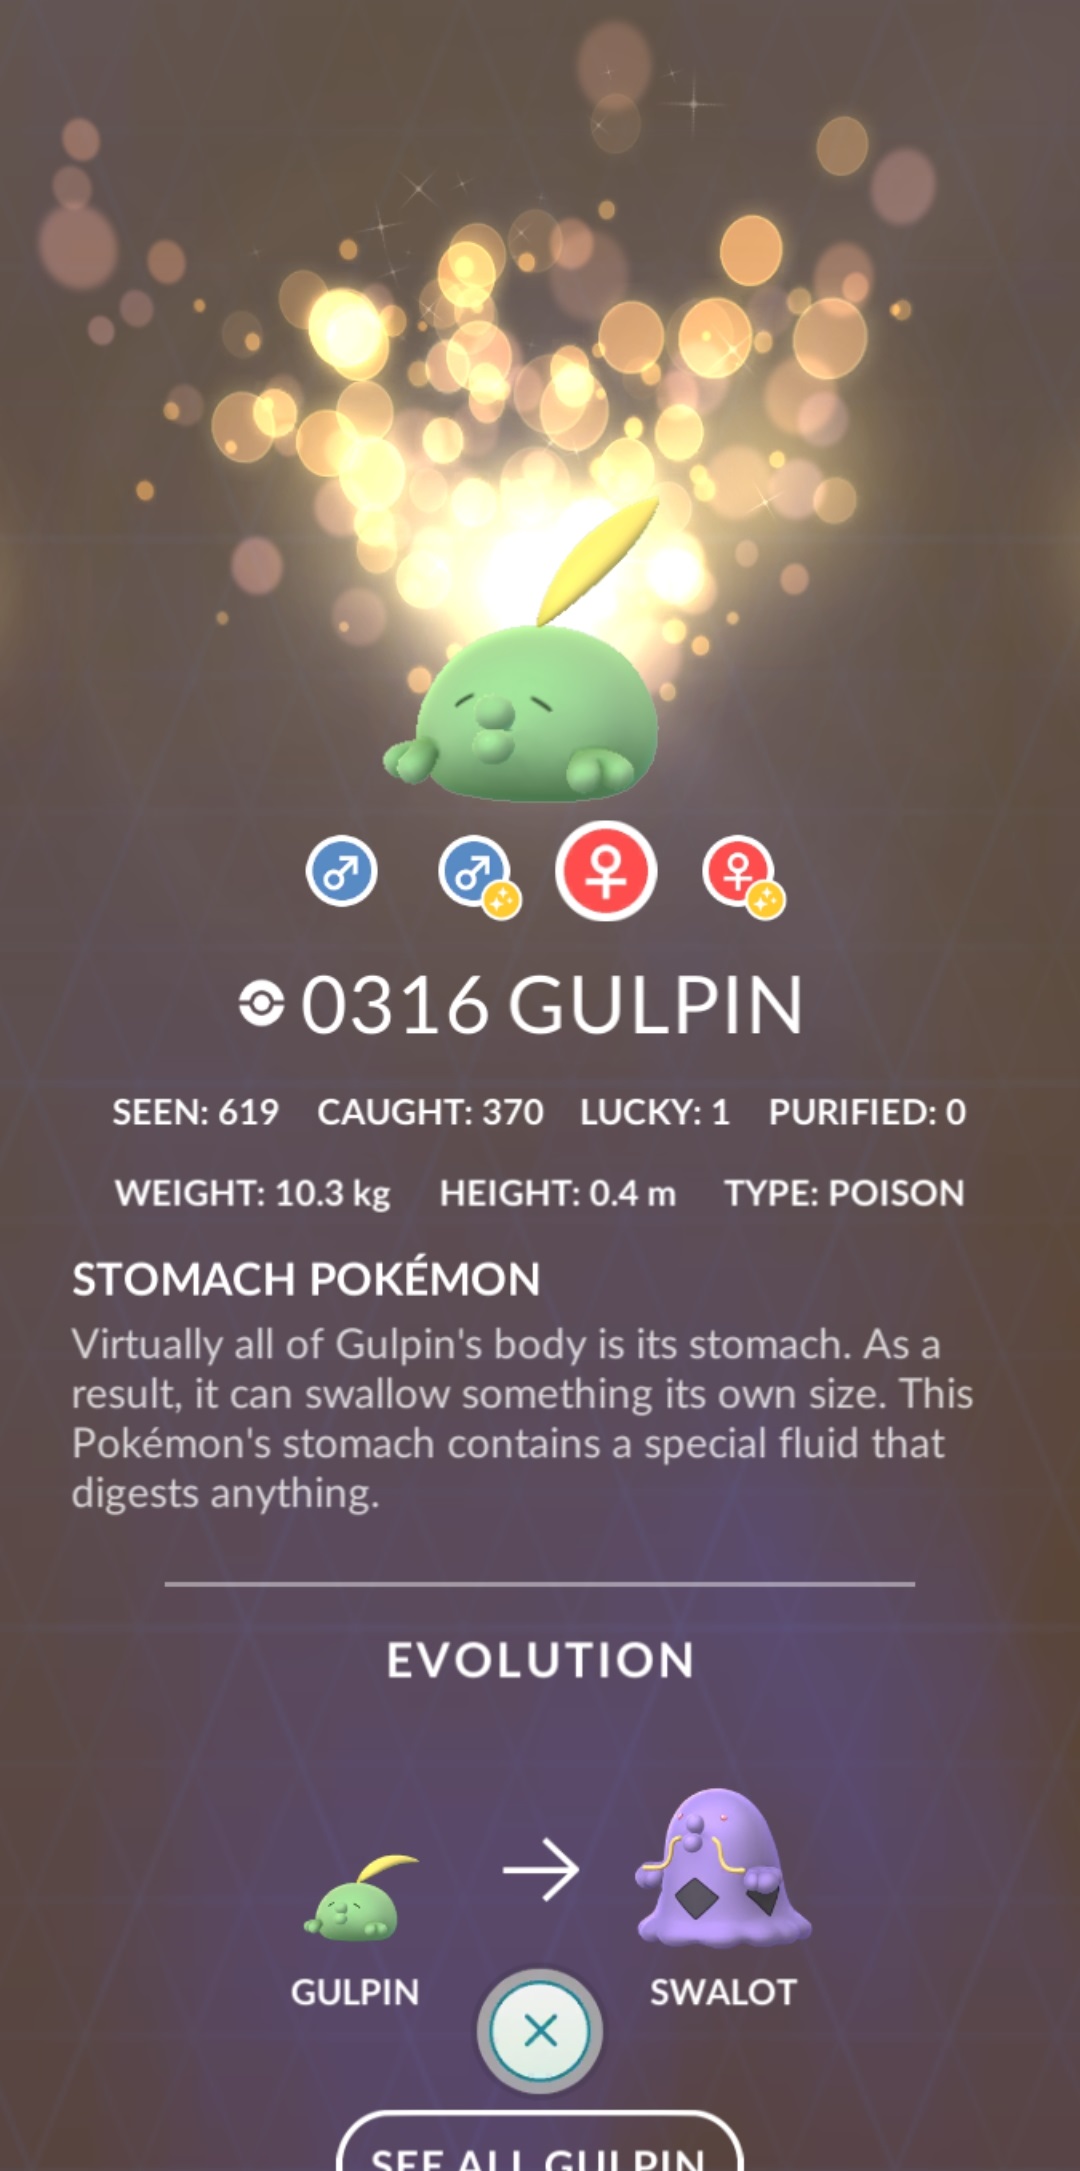 0316 GULPIN
SEEN: 619 CAUGHT: 370 LUCKY: 1 PURIFIED: 0
WEIGHT: 10.3 kg HEIGHT: 0.4 m TYPE: POISON
STOMACH POKÉMON
Virtually all of Gulpin's body is its stomach. As a
result, it can swallow something its own size. This
Pokémon's stomach contains a special fluid that
digests anything.
EVOLUTION
GULPIN SWALOT
SEE ALL GULPIN